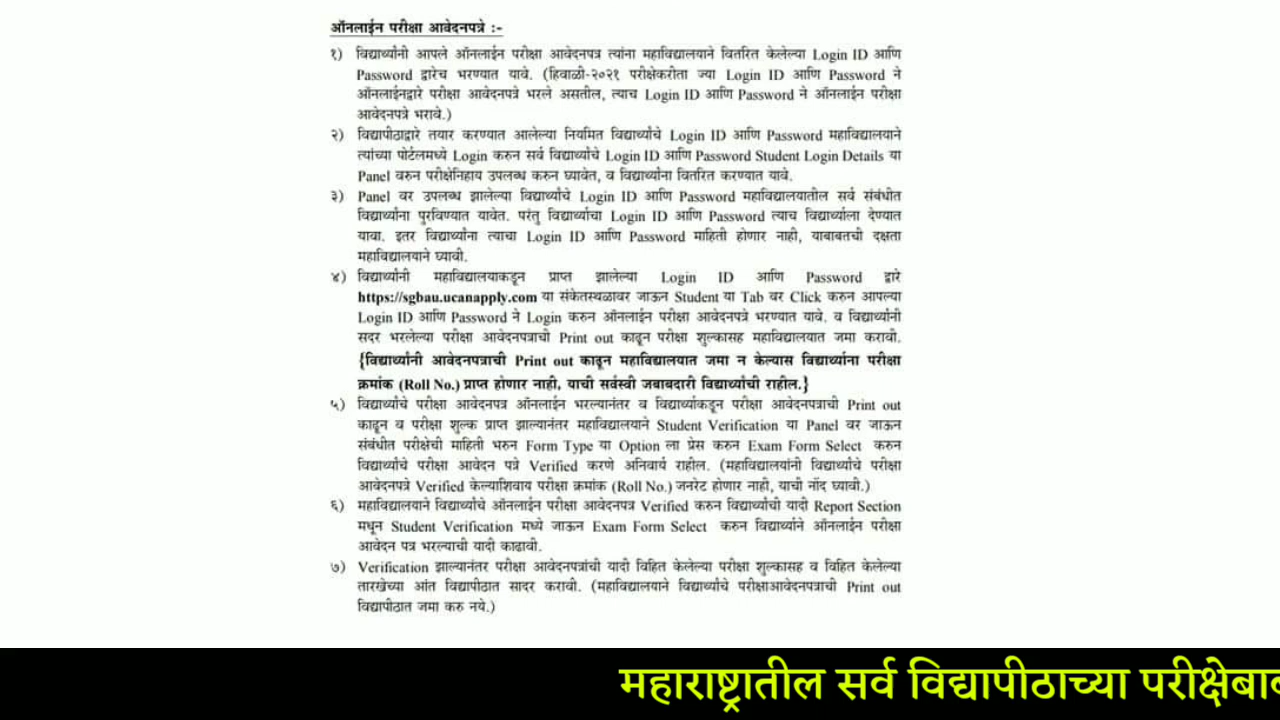 ऑनलाईन परीक्षा आवेदनपत्रे :-
१) विद्यार्थ्यांनी आपले ऑनलाईन परीक्षा आवेदनपत्र त्यांना महाविद्यालयाने वितरित केलेल्या Login ID आणि
Password द्वारेच भरण्यात यावे. (हिवाळी-२०२१ परीक्षेकरीता ज्या Login ID आणि Password ने
ऑनलाईनद्वारे परीक्षा आवेदनपत्रे भरले असतील, त्याच Login ID आणि Password ने ऑनलाईन परीक्षा
आवेदनपत्रे भरावे.)
२) विद्यापीठाद्वारे तयार करण्यात आलेल्या नियमित विद्यार्थ्यांचे Login ID आणि Password महाविद्यालयाने
त्यांच्या पोर्टलमध्ये Login करुन सर्व विद्यार्थ्यांचे Login ID आणि Password Student Login Details या
Panel वरुन परीक्षेनिहाय उपलब्ध करुन घ्यावेत, व विद्यार्थ्यांना वितरित करण्यात यावे.
३) Panel वर उपलब्ध झालेल्या विद्यार्थ्यांचे Login ID आणि Password महाविद्यालयातील सर्व संबंधीत
विद्यार्थ्यांना पुरविण्यात यावेत. परंतु विद्यार्थ्याचा Login ID आणि Password त्याच विद्यार्थ्याला देण्यात
यावा. इतर विद्यार्थ्यांना त्याचा Login ID आणि Password माहिती होणार नाही, याबाबतची दक्षता
महाविद्यालयाने घ्यावी.
४) विद्यार्थ्यांनी महाविद्यालयाकडून प्राप्त झालेल्या Login ID आणि Password द्वारे
https://sgbau.ucanapply.com या संकेतस्थळावर जाऊन Student या Tab वर Click करुन आपल्या
Login ID आणि Password ने Login करुन ऑनलाईन परीक्षा आवेदनपत्रे भरण्यात यावे. व विद्यार्थ्यांनी
सदर भरलेल्या परीक्षा आवेदनपत्राची Print out काढून परीक्षा शुल्कासह महाविद्यालयात जमा करावी.
{विद्यार्थ्यांनी आवेदनपत्राची Print out काढून महाविद्यालयात जमा न केल्यास विद्यार्थ्यांना परीक्षा
क्रमांक (Roll No.) प्राप्त होणार नाही, याची सर्वस्वी जबाबदारी विद्यार्थ्यांची राहील.}
५) विद्यार्थ्यांचे परीक्षा आवेदनपत्र ऑनलाईन भरल्यानंतर व विद्यार्थ्याकडून परीक्षा आवेदनपत्राची Print out
काढून व परीक्षा शुल्क प्राप्त झाल्यानंतर महाविद्यालयाने Student Verification या Panel वर जाऊन
संबंधीत परीक्षेची माहिती भरुन Form Type या Option ला प्रेस करुन Exam Form Select करुन
विद्यार्थ्यांचे परीक्षा आवेदन पत्रे Verified करणे अनिवार्य राहील. (महाविद्यालयांनी विद्यार्थ्यांचे परीक्षा
आवेदनपत्रे Verified केल्याशिवाय परीक्षा क्रमांक (Roll No.) जनरेट होणार नाही, याची नोंद घ्यावी.)
६) महाविद्यालयाने विद्यार्थ्यांचे ऑनलाईन परीक्षा आवेदनपत्र Verified करुन विद्यार्थ्यांची यादी Report Section
मधून Student Verification मध्ये जाऊन Exam Form Select करुन विद्यार्थ्याने ऑनलाईन परीक्षा
आवेदन पत्र भरल्याची यादी काढावी.
७) Verification झाल्यानंतर परीक्षा आवेदनपत्रांची यादी विहित केलेल्या परीक्षा शुल्कासह व विहित केलेल्या
तारखेच्या आंत विद्यापीठात सादर करावी. (महाविद्यालयाने विद्यार्थ्यांचे परीक्षाआवेदनपत्राची Print out
विद्यापीठात जमा करु नये.)
महाराष्ट्रातील सर्व विद्यापीठाच्या परीक्षेबा